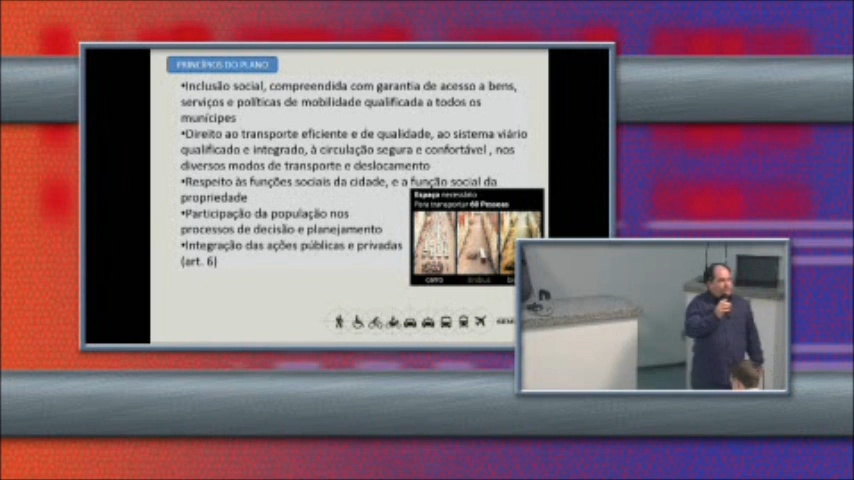 PRINCÍPIOS DO PLANO
•Inclusão social, compreendida com garantia de acesso a bens,
serviços e políticas de mobilidade qualificada a todos os
munícipes
•Direito ao transporte eficiente e de qualidade, ao sistema viário
qualificado e integrado, à circulação segura e confortável , nos
diversos modos de transporte e deslocamento
•Respeito às funções sociais da cidade, e a função social da
propriedade
•Participação da população nos
processos de decisão e planejamento
•Integração das ações públicas e privadas
(art. 6)
Espaço necessário
Para transportar 60 Pessoas
CARRO